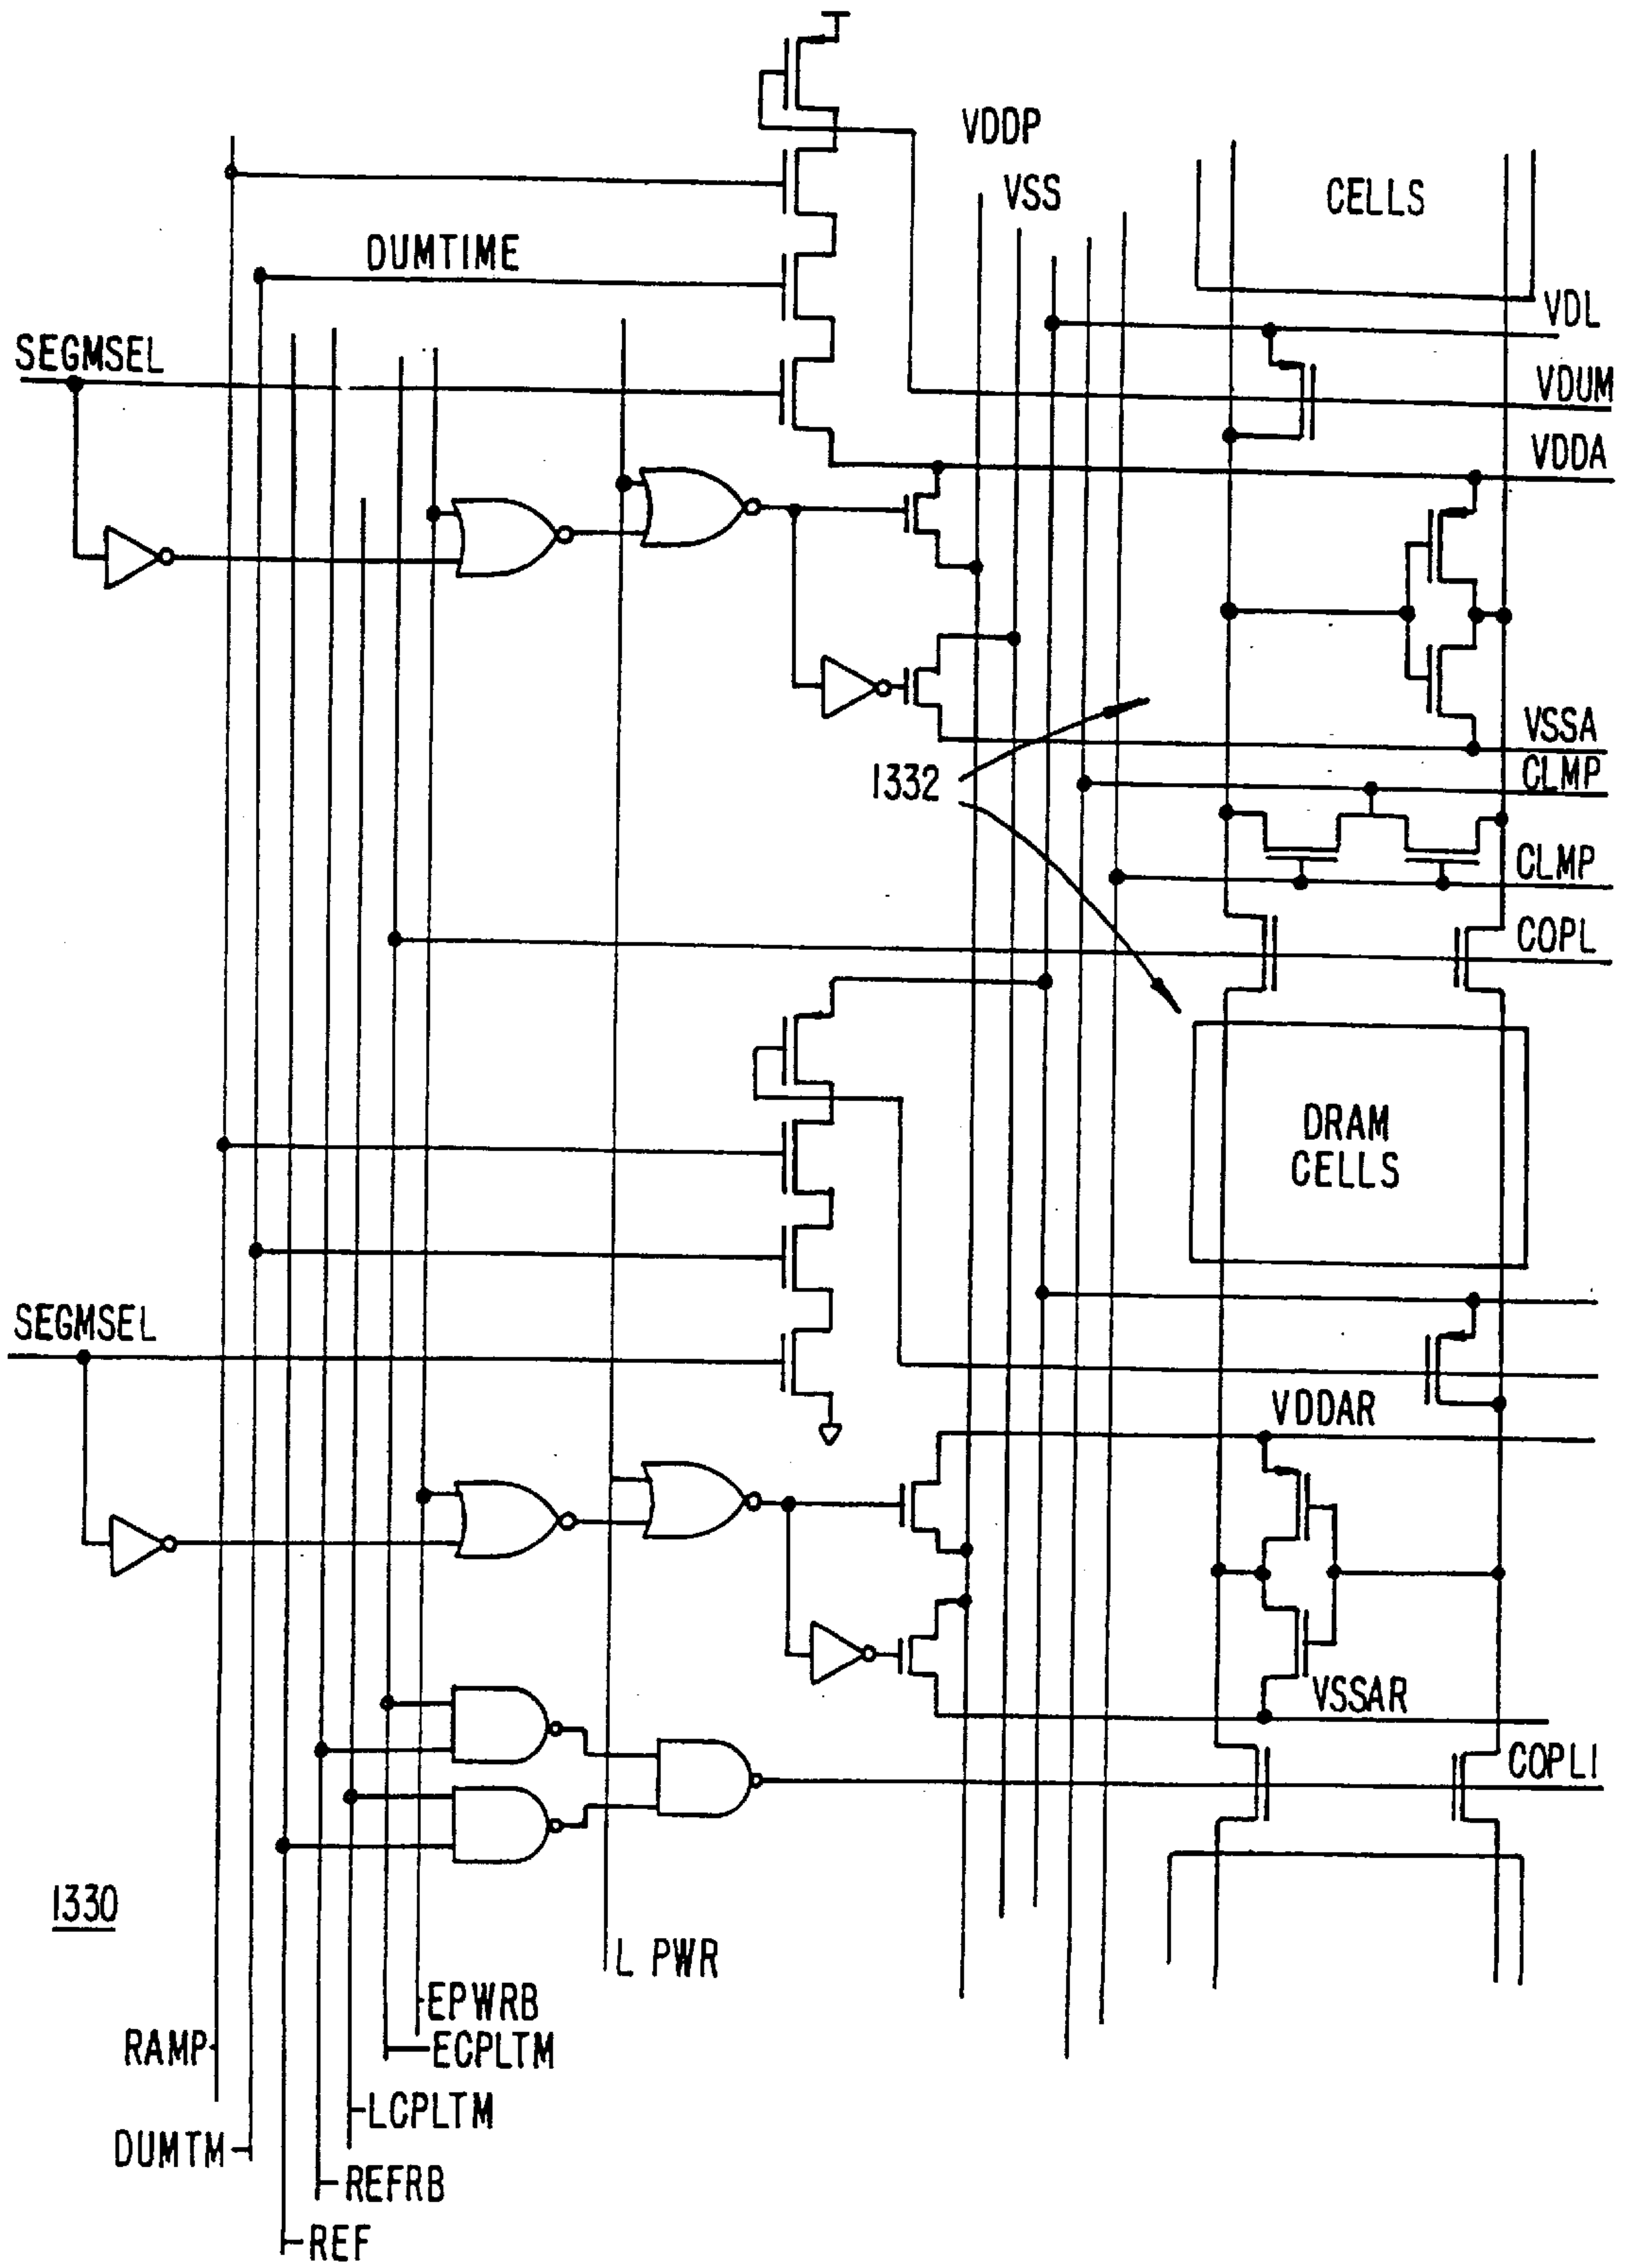 VDDP
VSS
CELLS
DUMTIME
VDL
SEGMSEL
VDUM
VDDA
VSSA
1332
CLMP
CLMP
COPL
DRAM
CELLS
SEGMSEL
VDDAR
VSSAR
COPL1
1330
L PWR
EPWRB
RAMP
ECPLTM
LCPLTM
DUMTM
REFRB
REF